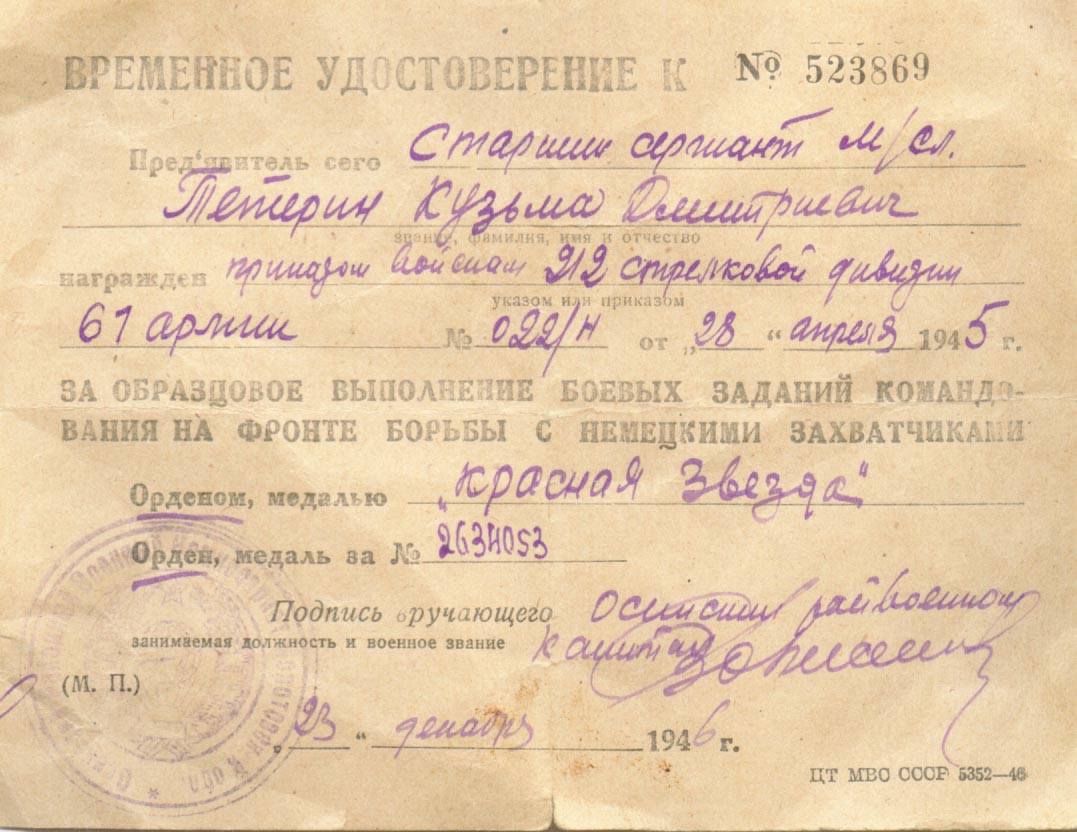 ВРЕМЕННОЕ УДОСТОВЕРЕНИЕ К № 523869
Пред'явитель сего Старший сержант м/сл.
Тетерин Кузьма Дмитриевич
звание, фамилия, имя и отчество
награжден приказом войскам 212 стрелковой дивизии
указом или приказом
61 армии № 022/н от „28 “ апреля 1945 г.
ЗА ОБРАЗЦОВОЕ ВЫПОЛНЕНИЕ БОЕВЫХ ЗАДАНИЙ КОМАНДО-
ВАНИЯ НА ФРОНТЕ БОРЬБЫ С НЕМЕЦКИМИ ЗАХВАТЧИКАМИ
Орденом, медалью „Красная Звезда“
Орден, медаль за № 2634053
Подпись вручающего райвоенком
занимаемая должность и военное звание капитан
(М. П.)
„23 “ декабря 1946 г.
ЦТ МВС СССР 5352—46